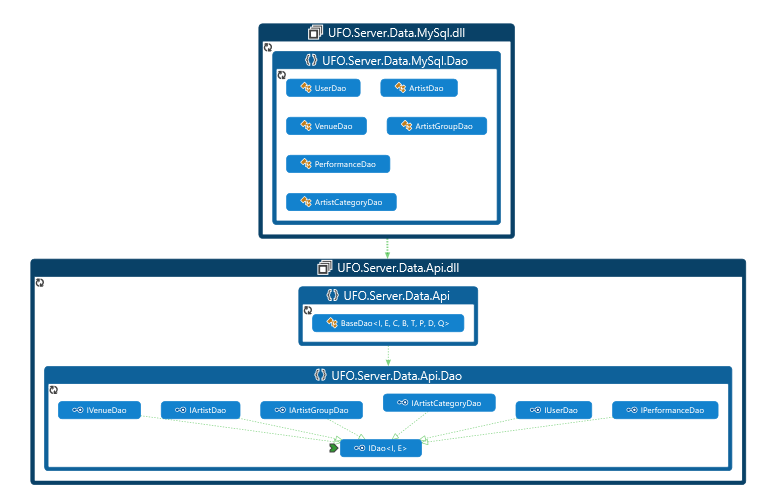 UFO.Server.Data.MySql.dll
UFO.Server.Data.MySql.Dao
UserDao
ArtistDao
VenueDao
ArtistGroupDao
PerformanceDao
ArtistCategoryDao
UFO.Server.Data.Api.dll
UFO.Server.Data.Api
BaseDao<I, E, C, B, T, P, D, Q>
UFO.Server.Data.Api.Dao
IVenueDao
IArtistDao
IArtistGroupDao
IArtistCategoryDao
IUserDao
IPerformanceDao
IDao<I, E>